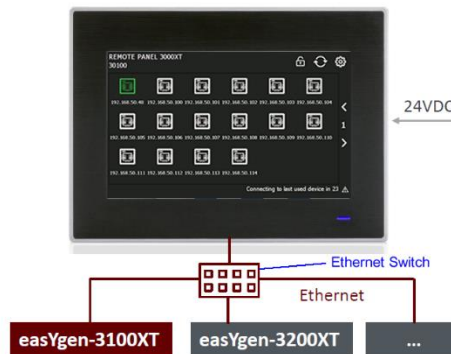 REMOTE PANEL 3000XT
30100
192.168.50.40 192.168.50.100 192.168.50.101 192.168.50.102 192.168.50.103 192.168.50.104
192.168.50.105 192.168.50.106 192.168.50.107 192.168.50.108 192.168.50.109 192.168.50.110
1
192.168.50.111 192.168.50.112 192.168.50.113 192.168.50.114
Connecting to last used device in 23
24VDC
Ethernet Switch
Ethernet
easYgen-3100XT
easYgen-3200XT
...